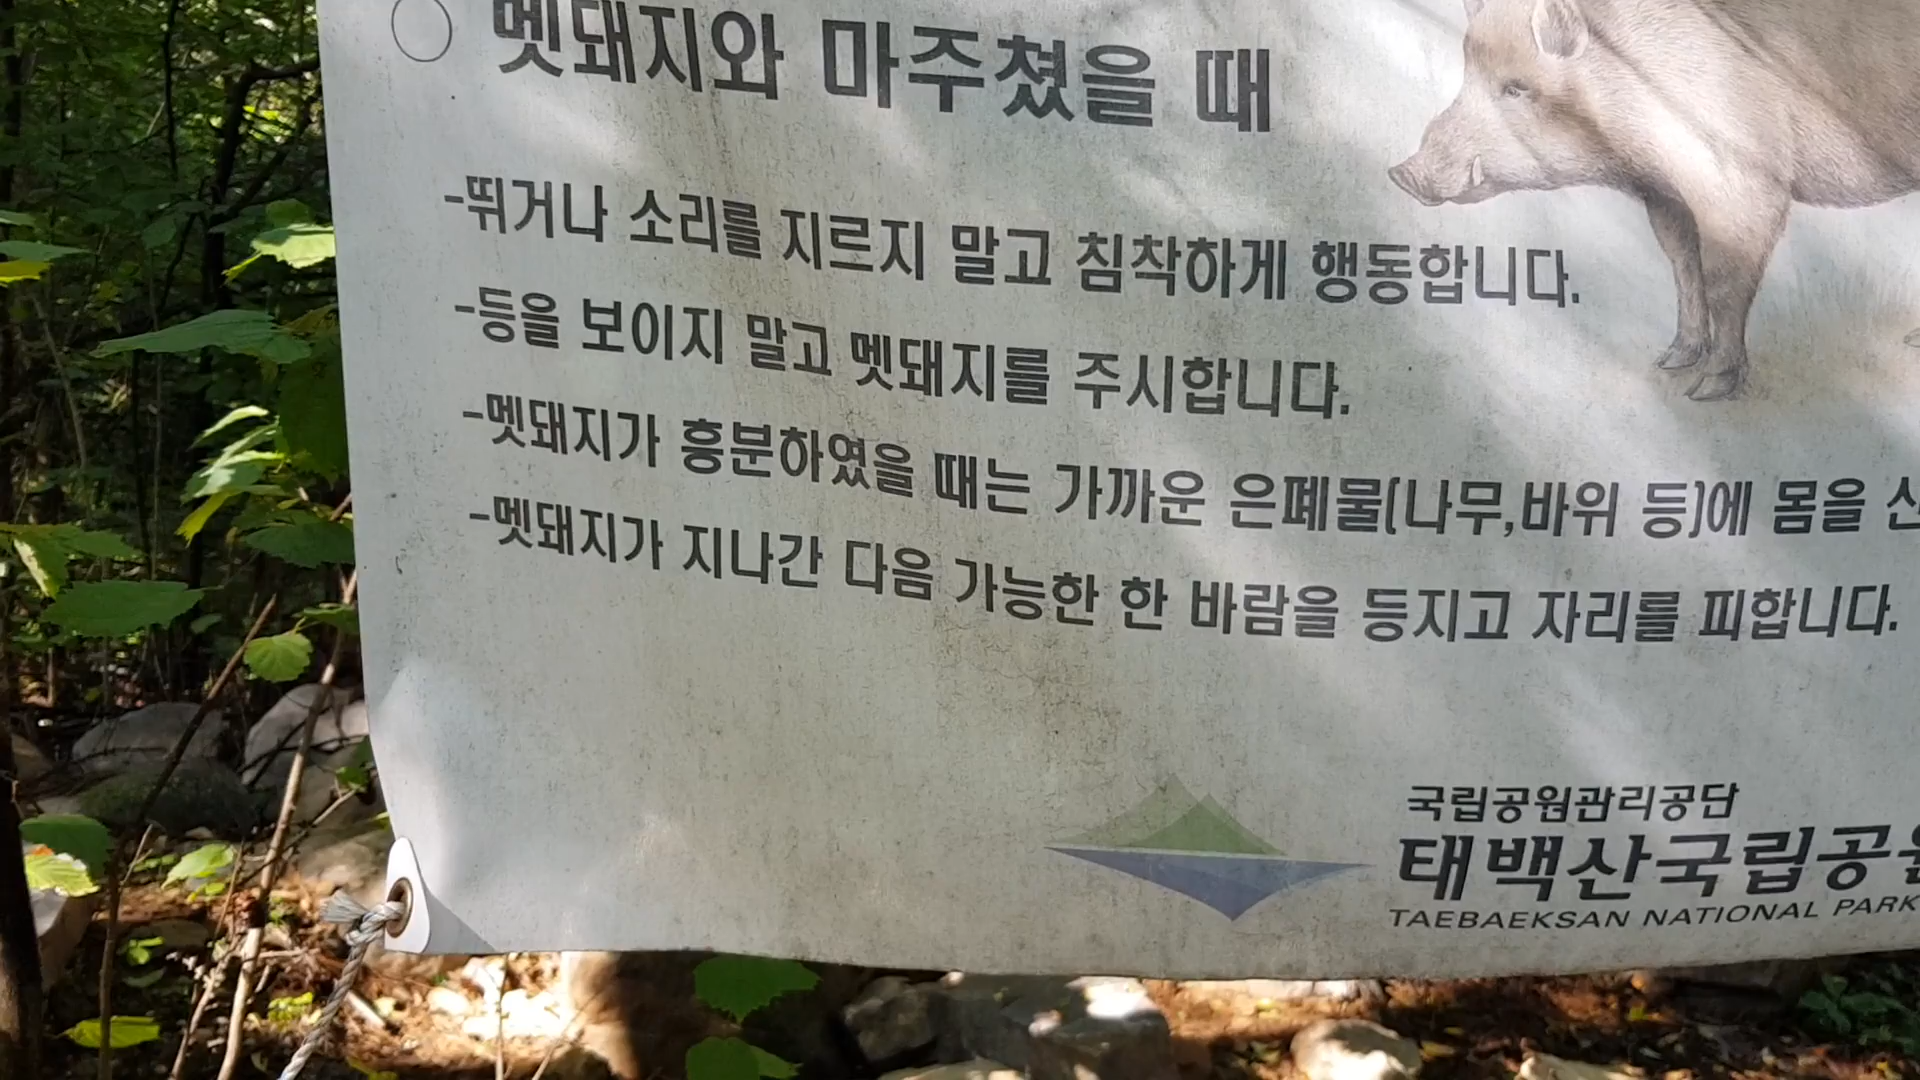 ○ 멧돼지와 마주쳤을 때
-뛰거나 소리를 지르지 말고 침착하게 행동합니다.
-등을 보이지 말고 멧돼지를 주시합니다.
-멧돼지가 흥분하였을 때는 가까운 은폐물(나무,바위 등)에 몸을
-멧돼지가 지나간 다음 가능한 한 바람을 등지고 자리를 피합니다.
국립공원관리공단
태백산국립공원
TAEBAEKSAN NATIONAL PARK